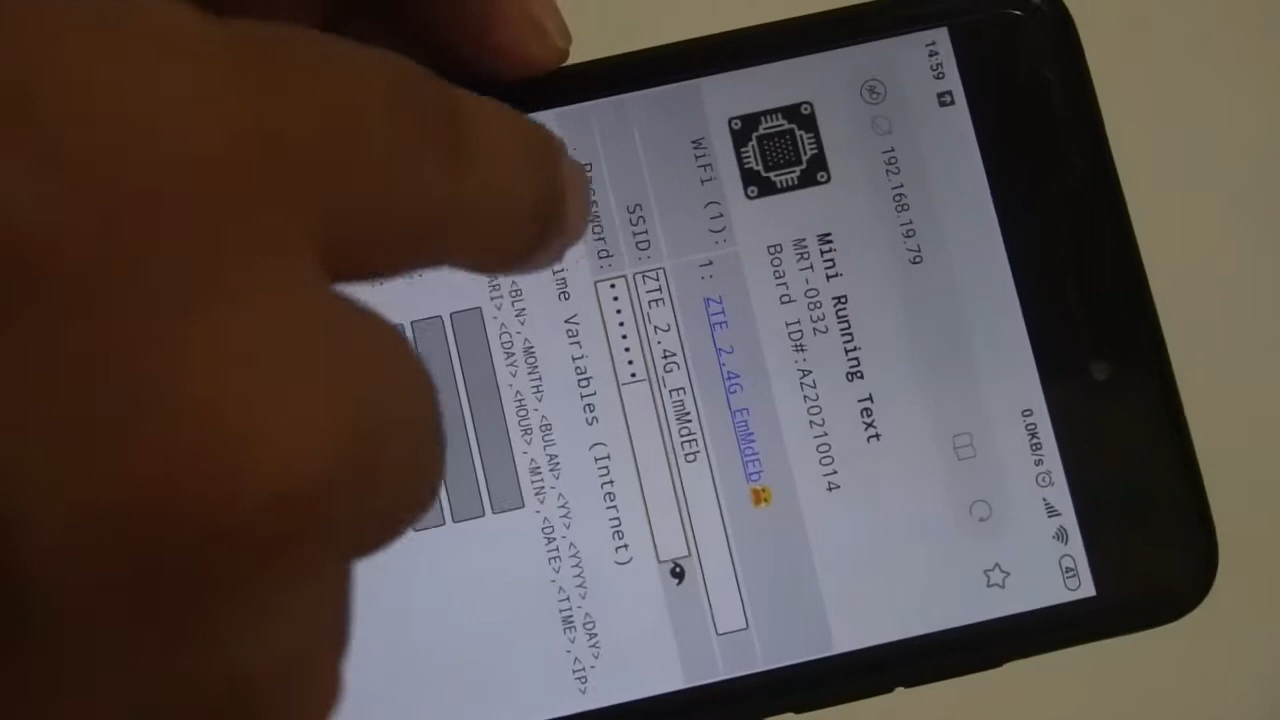 14:59
0.0KB/s
41
192.168.19.79
Mini Running Text
MRT-0832
Board ID#:AZ20210014
WiFi (1): 1: ZTE_2.4G_EmMdEb
SSID: ZTE_2.4G_EmMdEb
Password: ••••••••
ime Variables (Internet)
<BLN>,<MONTH>,<BULAN>,<YY>,<YYYY>,<DAY>,
ARI>,<CDAY>,<HOUR>,<MIN>,<DATE>,<TIME>,<IP>